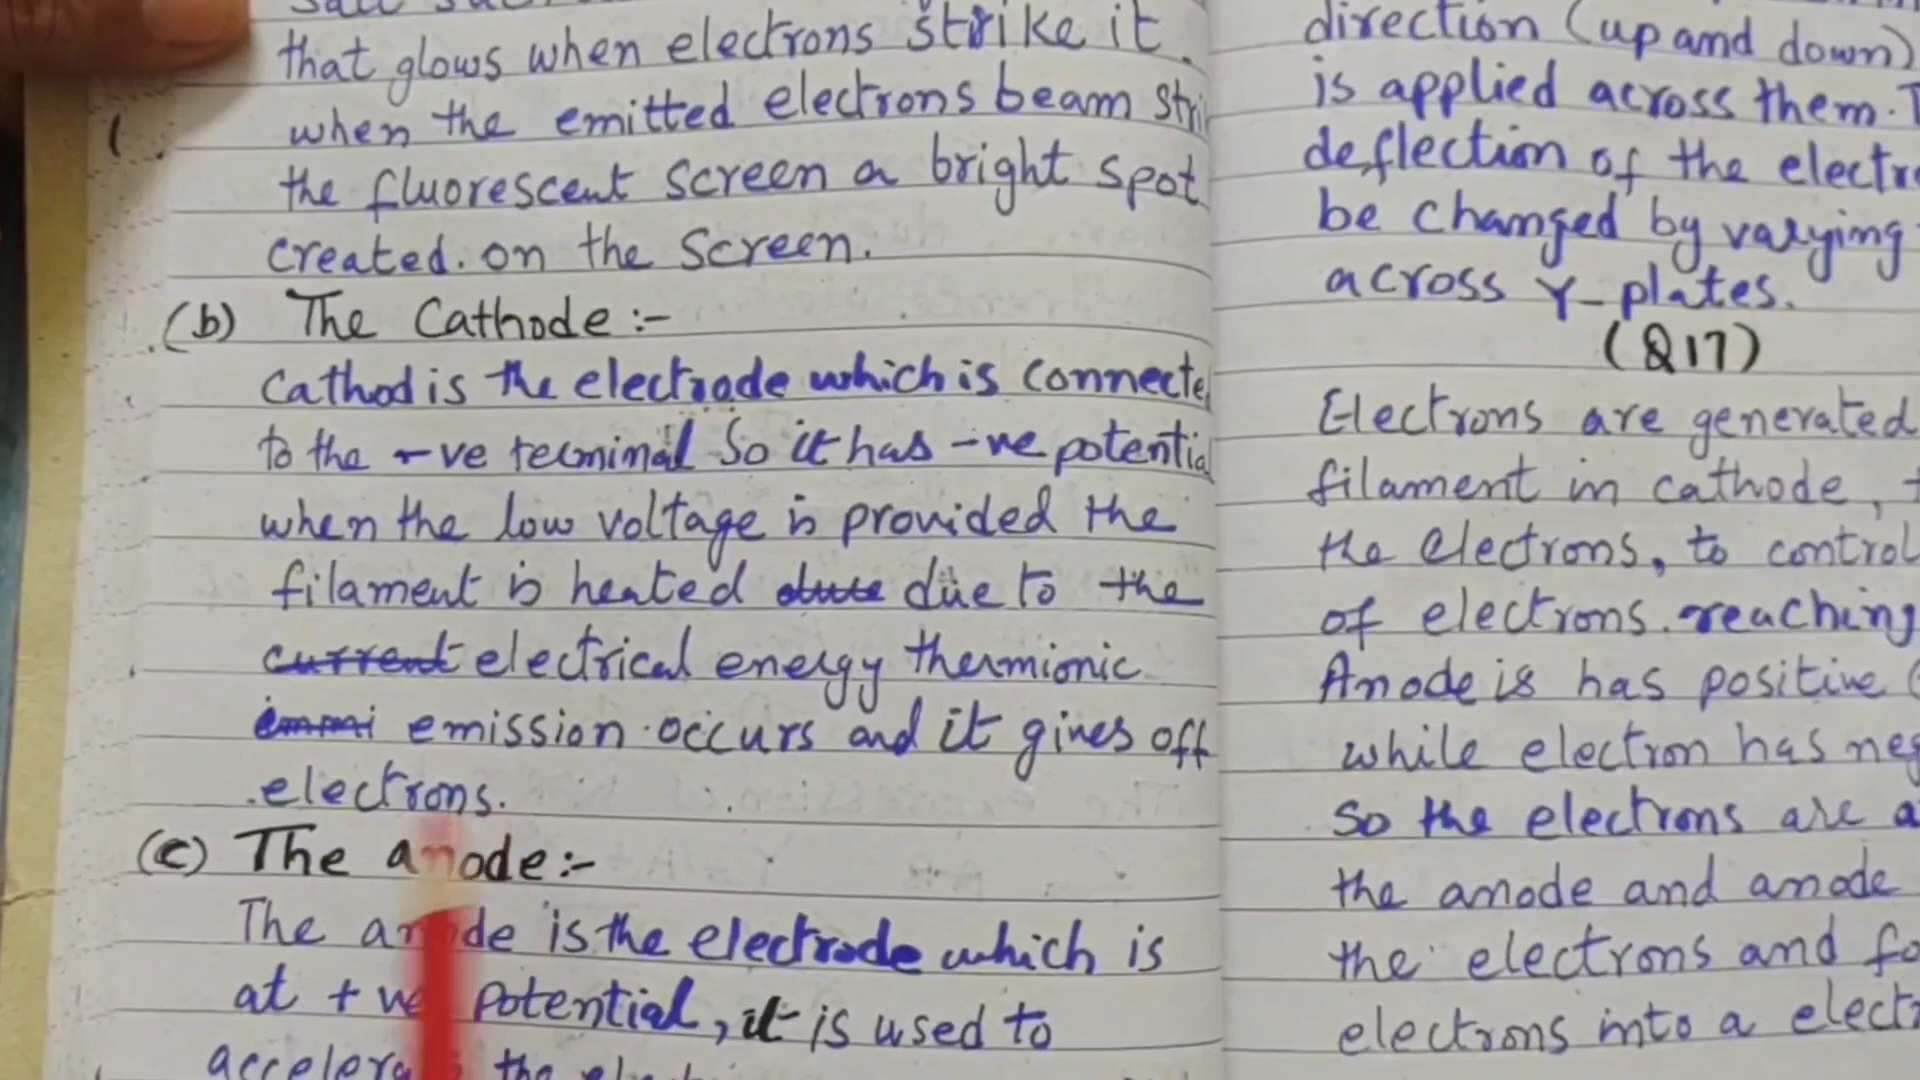 that glows when electrons strike it.
when the emitted electrons beam
the fluorescent screen a bright spot
created. on the screen.
(b) The Cathode :-
Cathod is the electrode which is connecte
to the -ve terminal So it has -ve potential
when the low voltage is provided the
filament is heated due to the
current electrical energy thermionic
emission occurs and it gives off
electrons.
(c) The anode :-
The anode is the electrode which is
at +ve potential, it is used to
the
direction (up and down)
is applied across them.
deflection of the
be changed by varying
across Y-plates.
(Q17)
Electrons are generated
filament in cathode,
the electrons, to control
of electrons. reaching
Anode is has positive
while electron has
so the electrons are
the anode and anode
the electrons and
electrons into a